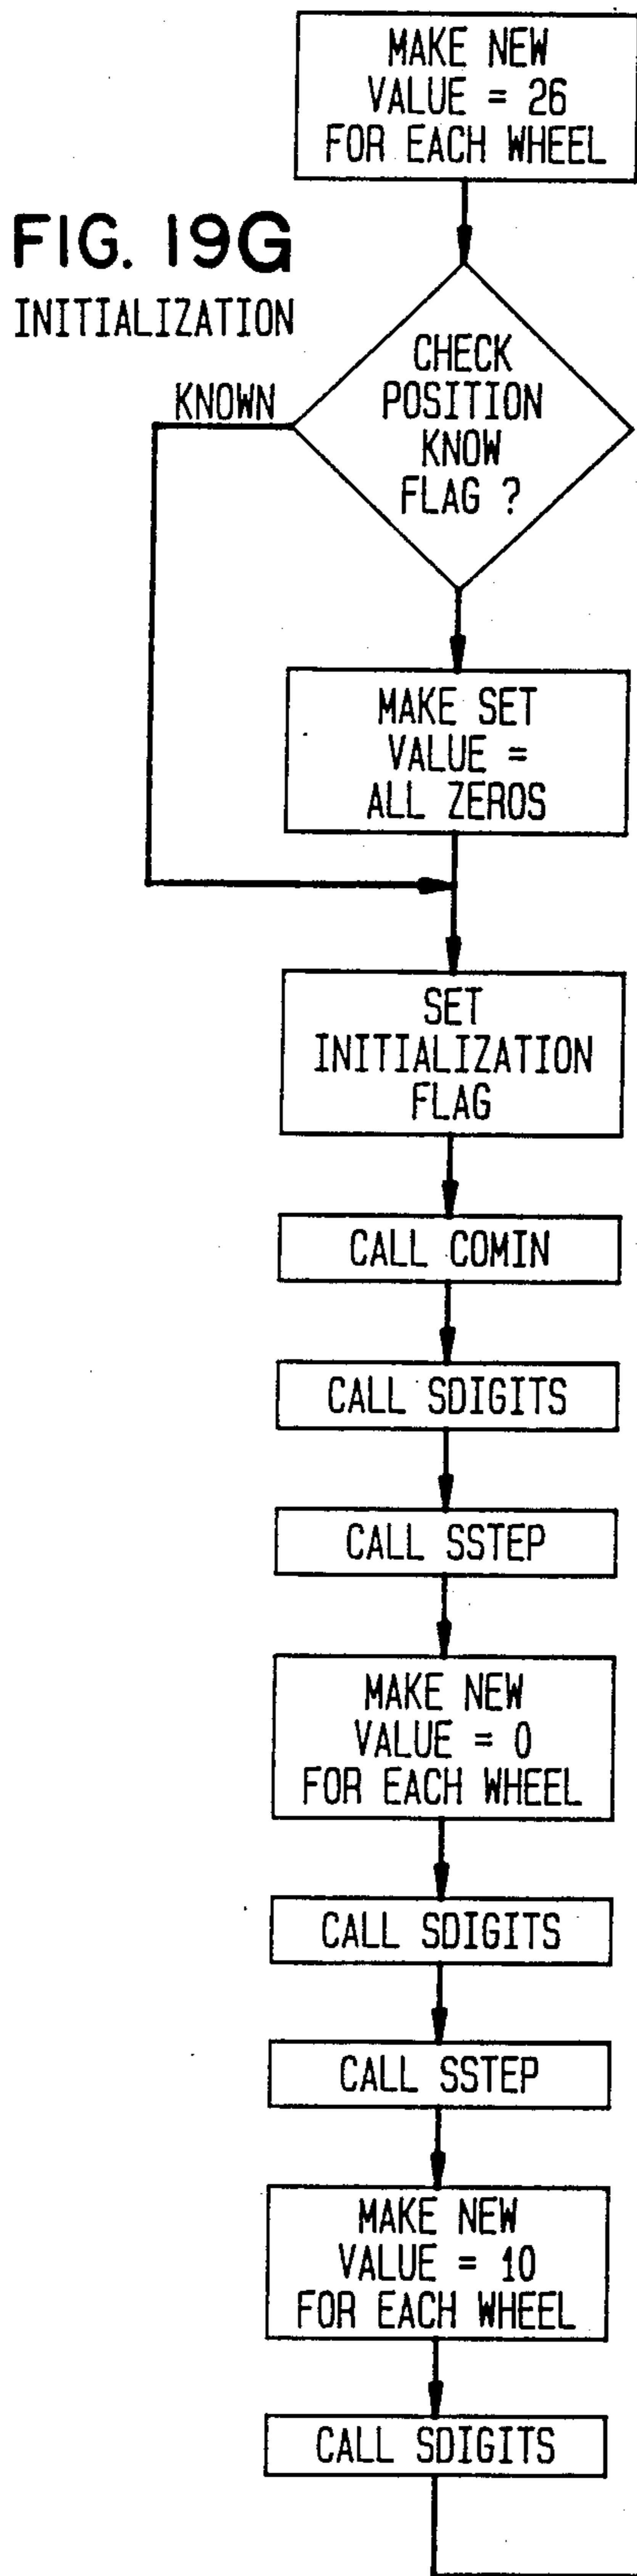 MAKE NEW
VALUE = 26
FOR EACH WHEEL
FIG. 19G
INITIALIZATION
CHECK
POSITION
KNOW
FLAG ?
KNOWN
MAKE SET
VALUE =
ALL ZEROS
SET
INITIALIZATION
FLAG
CALL COMIN
CALL SDIGITS
CALL SSTEP
MAKE NEW
VALUE = 0
FOR EACH WHEEL
CALL SDIGITS
CALL SSTEP
MAKE NEW
VALUE = 10
FOR EACH WHEEL
CALL SDIGITS